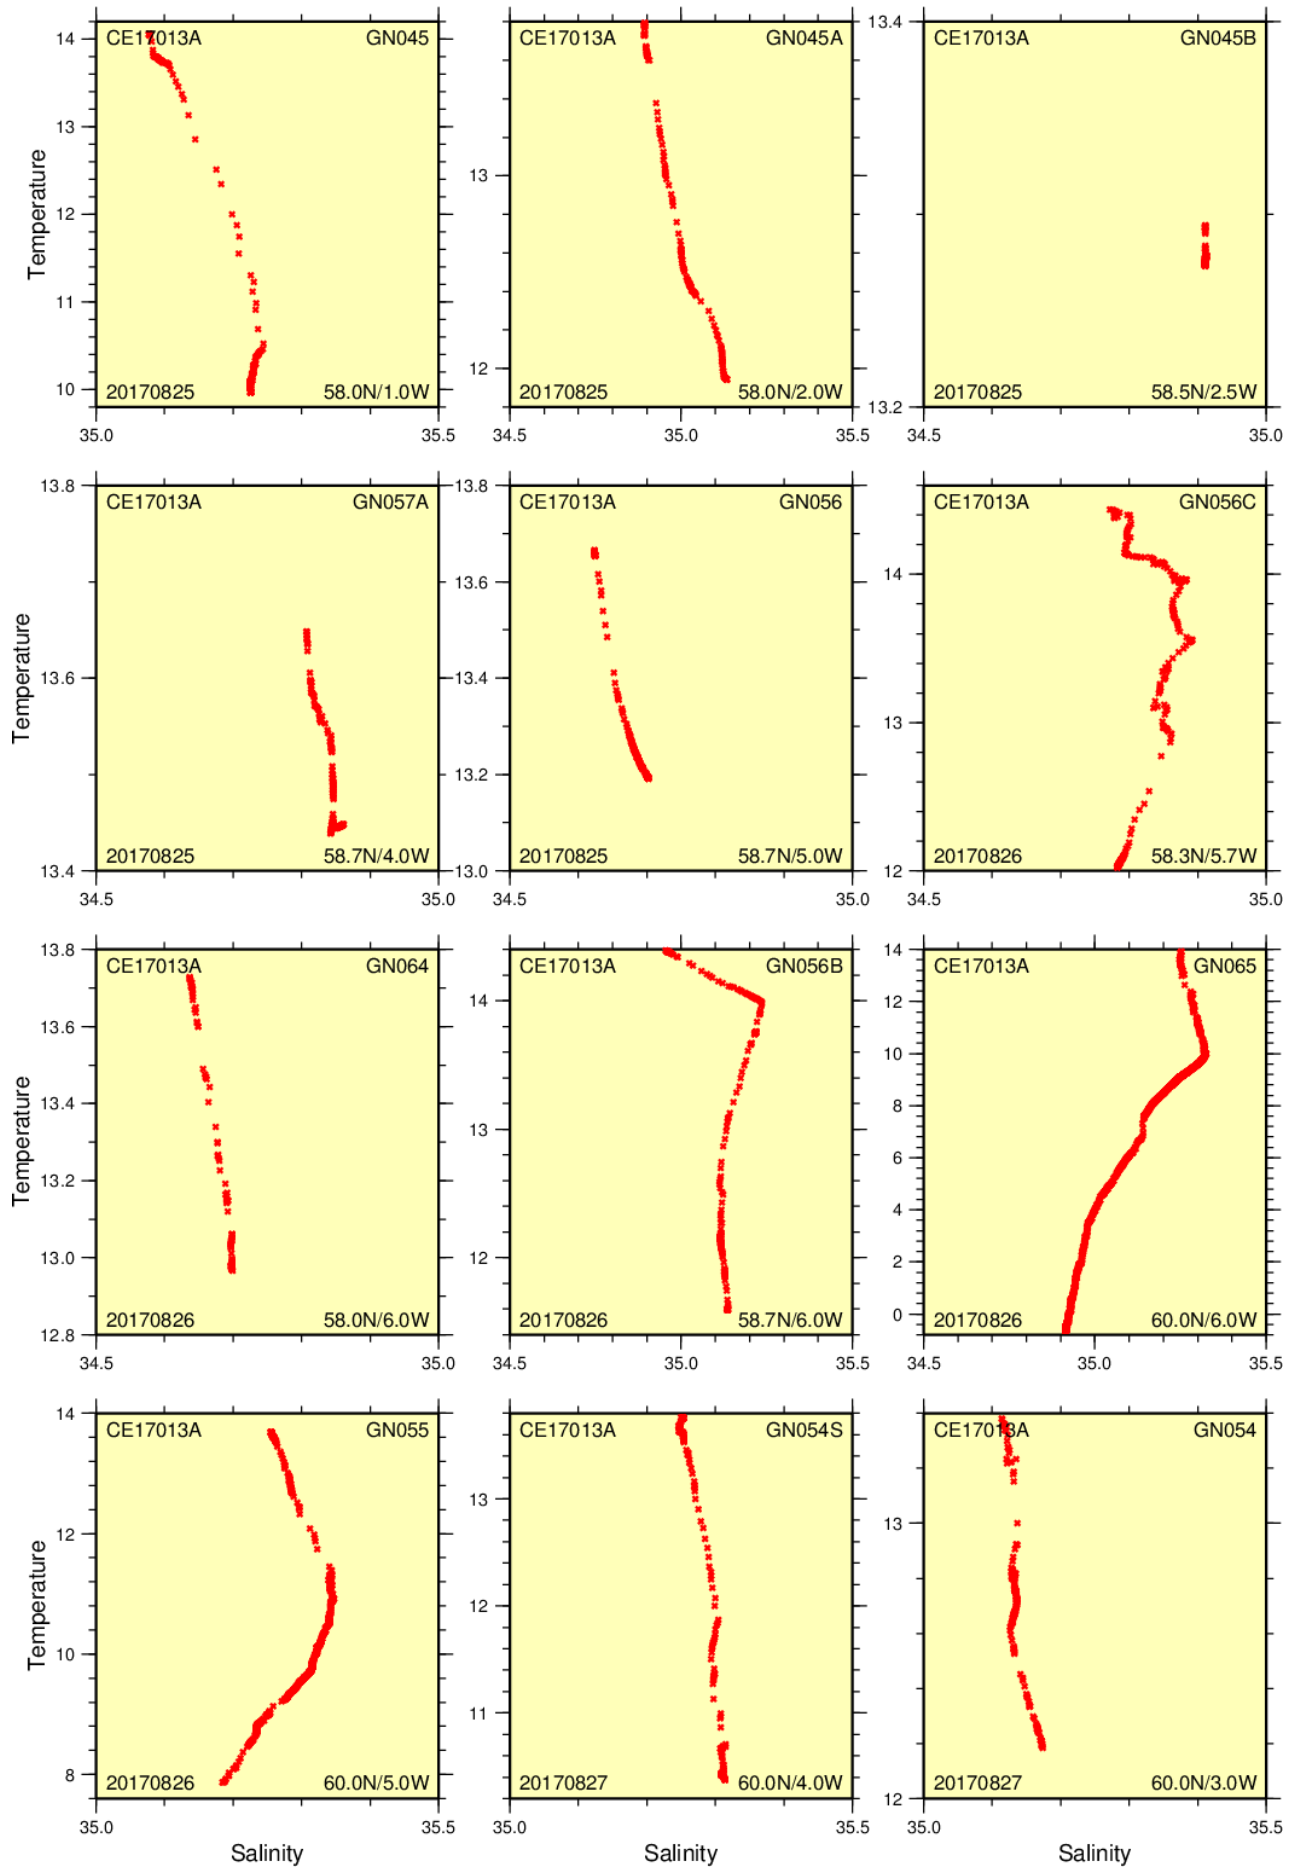 CE17013A GN045
14
13
12
11
10
Temperature
20170825 58.0N/1.0W
35.0 35.5
CE17013A GN045A
13
12
20170825 58.0N/2.0W
34.5 35.0 35.5
13.4
CE17013A GN045B
20170825 58.5N/2.5W
13.2
34.5 35.0
13.8
CE17013A GN057A
13.6
Temperature
20170825 58.7N/4.0W
13.4
34.5 35.0
13.8
CE17013A GN056
13.6
13.4
13.2
20170825 58.7N/5.0W
13.0
34.5 35.0
CE17013A GN056C
14
13
20170826 58.3N/5.7W
12
34.5 35.0
13.8
CE17013A GN064
13.6
13.4
Temperature
13.2
13.0
20170826 58.0N/6.0W
12.8
34.5 35.0
CE17013A GN056B
14
13
12
20170826 58.7N/6.0W
34.5 35.0 35.5
14
CE17013A GN065
12
10
8
6
4
2
0
20170826 60.0N/6.0W
34.5 35.0 35.5
14
CE17013A GN055
12
Temperature
10
8
20170826 60.0N/5.0W
35.0 35.5
Salinity
CE17013A GN054S
13
12
11
20170827 60.0N/4.0W
34.5 35.0 35.5
Salinity
CE17013A GN054
13
20170827 60.0N/3.0W
12
34.5 35.0 35.5
Salinity